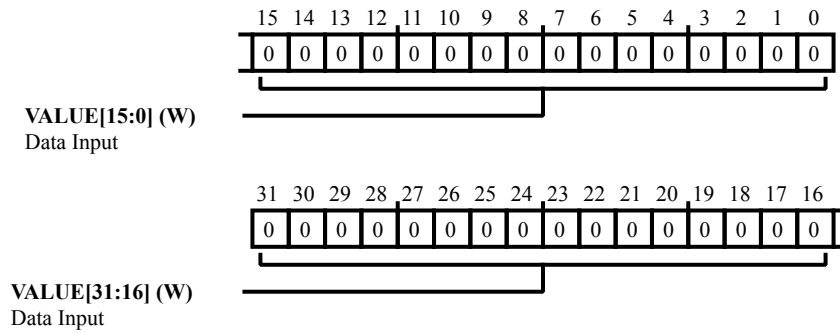 15 14 13 12 11 10 9 8 7 6 5 4 3 2 1 0
0 0 0 0 0 0 0 0 0 0 0 0 0 0 0 0
VALUE[15:0] (W)
Data Input
31 30 29 28 27 26 25 24 23 22 21 20 19 18 17 16
0 0 0 0 0 0 0 0 0 0 0 0 0 0 0 0
VALUE[31:16] (W)
Data Input